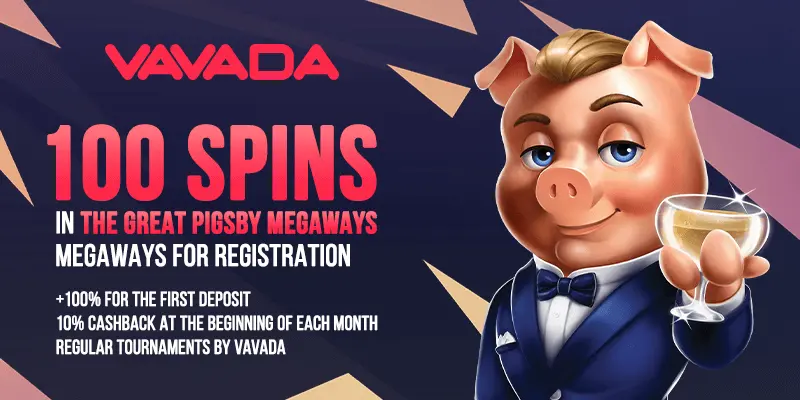 VAVADA
100 SPINS
IN THE GREAT PIGSBY MEGAWAYS
MEGAWAYS FOR REGISTRATION
+100% FOR THE FIRST DEPOSIT
10% CASHBACK AT THE BEGINNING OF EACH MONTH
REGULAR TOURNAMENTS BY VAVADA